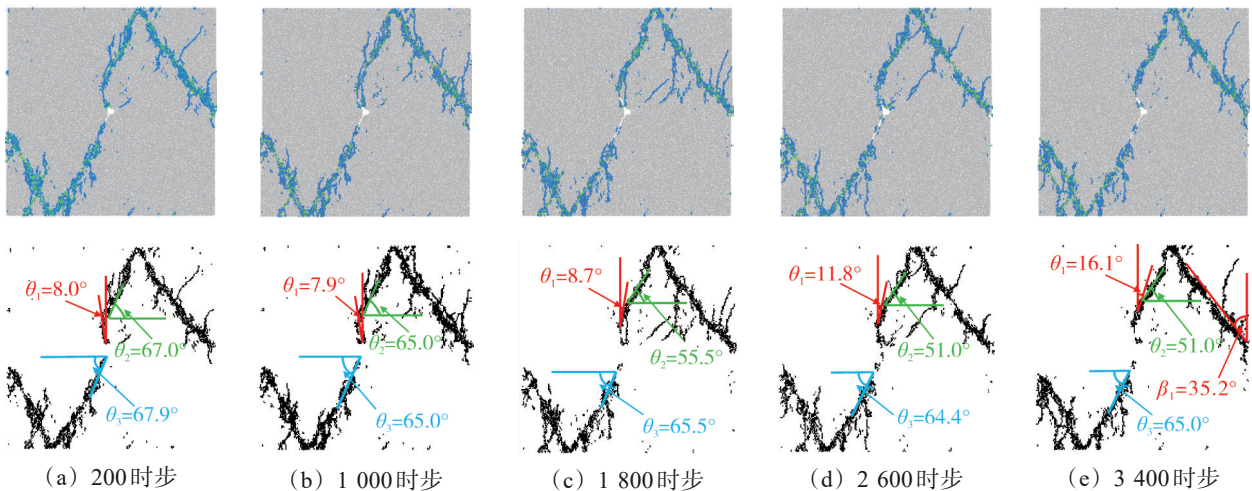 θ₁=8.0°
θ₂=67.0°
θ₃=67.9°
θ₁=7.9°
θ₂=65.0°
θ₃=65.0°
θ₁=8.7°
θ₂=55.5°
θ₃=65.5°
θ₁=11.8°
θ₂=51.0°
θ₃=64.4°
θ₁=16.1°
θ₂=51.0°
β₁=35.2°
θ₃=65.0°
(a) 200时步
(b) 1 000时步
(c) 1 800时步
(d) 2 600时步
(e) 3 400时步